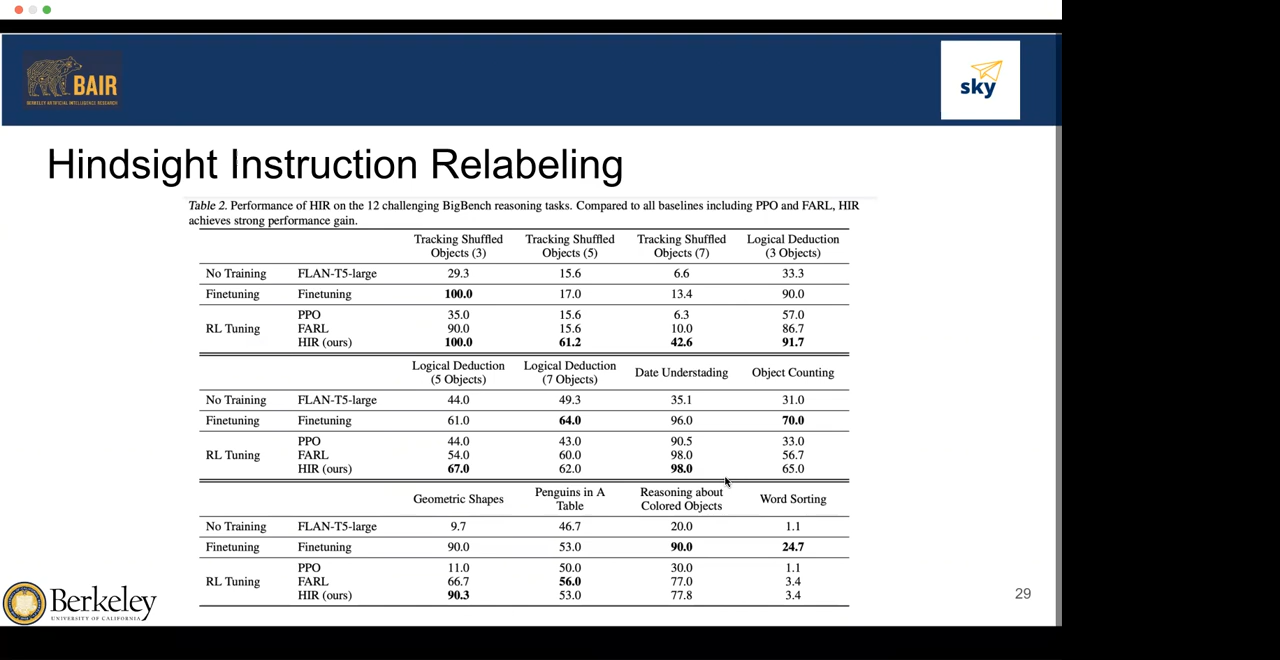 BAIR
BERKELEY ARTIFICIAL INTELLIGENCE RESEARCH
sky
Hindsight Instruction Relabeling
Table 2. Performance of HIR on the 12 challenging BigBench reasoning tasks. Compared to all baselines including PPO and FARL, HIR
achieves strong performance gain.
Tracking Shuffled Objects (3) Tracking Shuffled Objects (5) Tracking Shuffled Objects (7) Logical Deduction (3 Objects)
No Training FLAN-T5-large 29.3 15.6 6.6 33.3
Finetuning Finetuning 100.0 17.0 13.4 90.0
PPO 35.0 15.6 6.3 57.0
RL Tuning FARL 90.0 15.6 10.0 86.7
HIR (ours) 100.0 61.2 42.6 91.7
Logical Deduction (5 Objects) Logical Deduction (7 Objects) Date Understading Object Counting
No Training FLAN-T5-large 44.0 49.3 35.1 31.0
Finetuning Finetuning 61.0 64.0 96.0 70.0
PPO 44.0 43.0 90.5 33.0
RL Tuning FARL 54.0 60.0 98.0 56.7
HIR (ours) 67.0 62.0 98.0 65.0
Geometric Shapes Penguins in A Table Reasoning about Colored Objects Word Sorting
No Training FLAN-T5-large 9.7 46.7 20.0 1.1
Finetuning Finetuning 90.0 53.0 90.0 24.7
PPO 11.0 50.0 30.0 1.1
RL Tuning FARL 66.7 56.0 77.0 3.4
HIR (ours) 90.3 53.0 77.8 3.4
Berkeley
UNIVERSITY OF CALIFORNIA
29